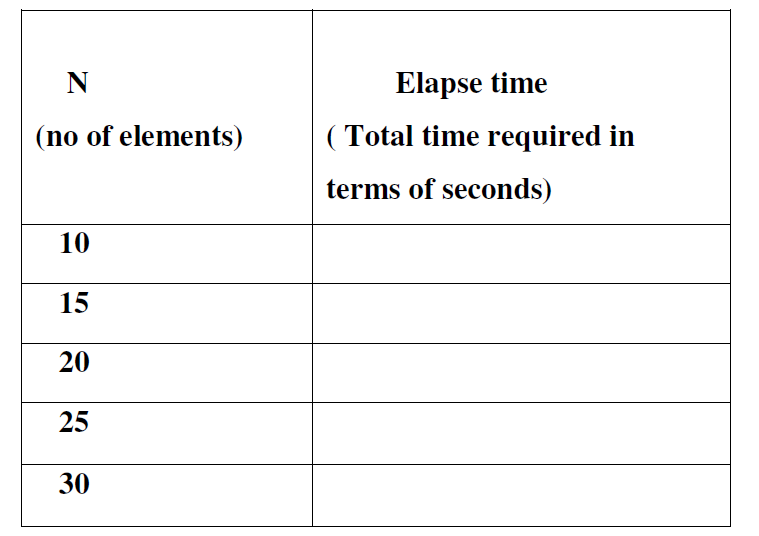 N
(no of elements)
Elapse time
( Total time required in
terms of seconds)
10
15
20
25
30